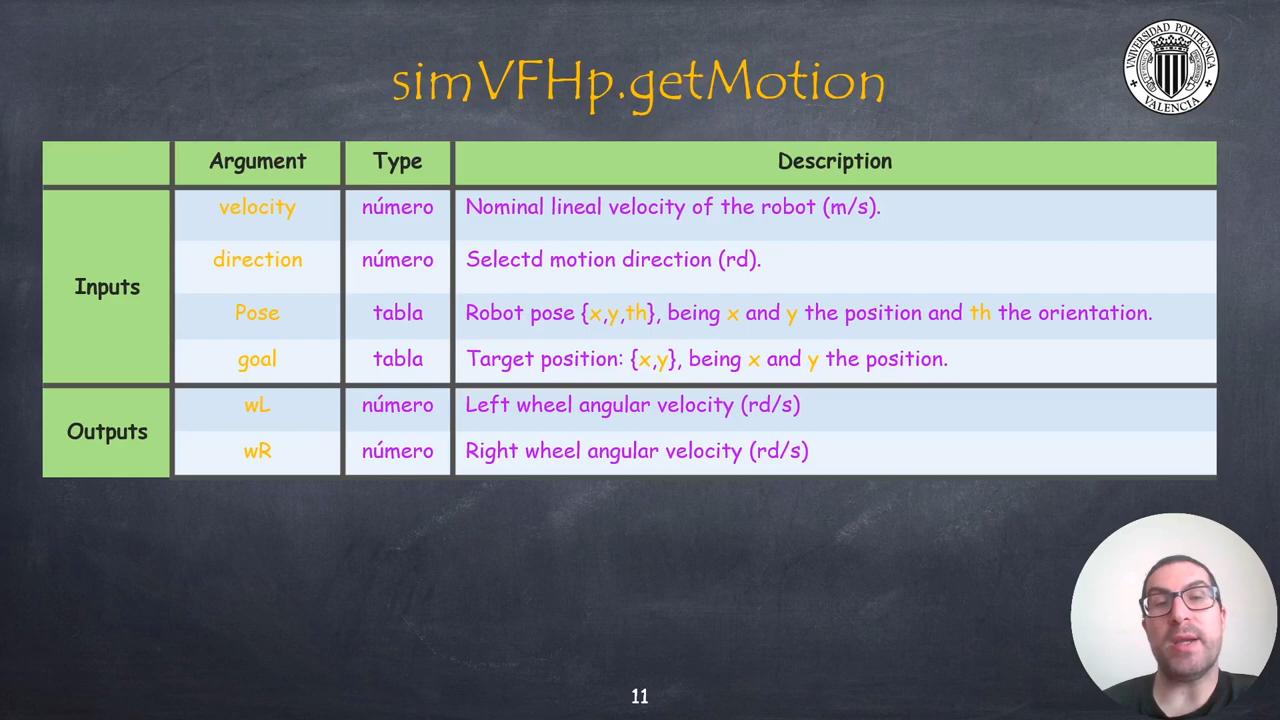 simVFHp.getMotion
UNIVERSIDAD POLITECNICA
VALENCIA
Argument Type Description
Inputs
velocity número Nominal lineal velocity of the robot (m/s).
direction número Selectd motion direction (rd).
Pose tabla Robot pose {x,y,th}, being x and y the position and th the orientation.
goal tabla Target position: {x,y}, being x and y the position.
Outputs
wL número Left wheel angular velocity (rd/s)
wR número Right wheel angular velocity (rd/s)
11